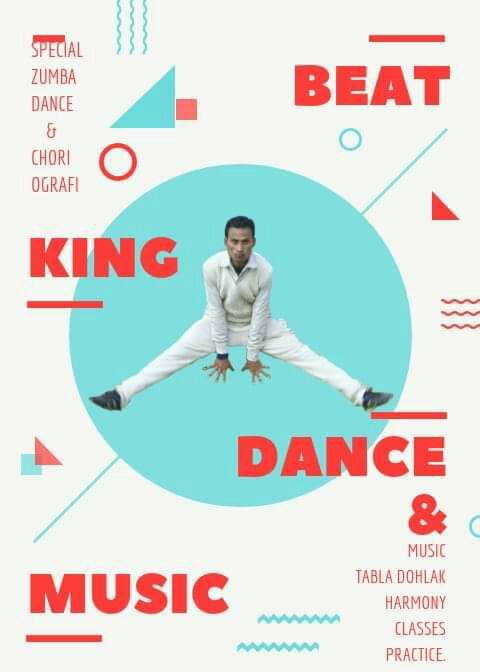 SPECIAL
ZUMBA
DANCE
&
CHORI
OGRAFI
BEAT
KING
DANCE
&
MUSIC
MUSIC
TABLA DOHLAK
HARMONY
CLASSES
PRACTICE.